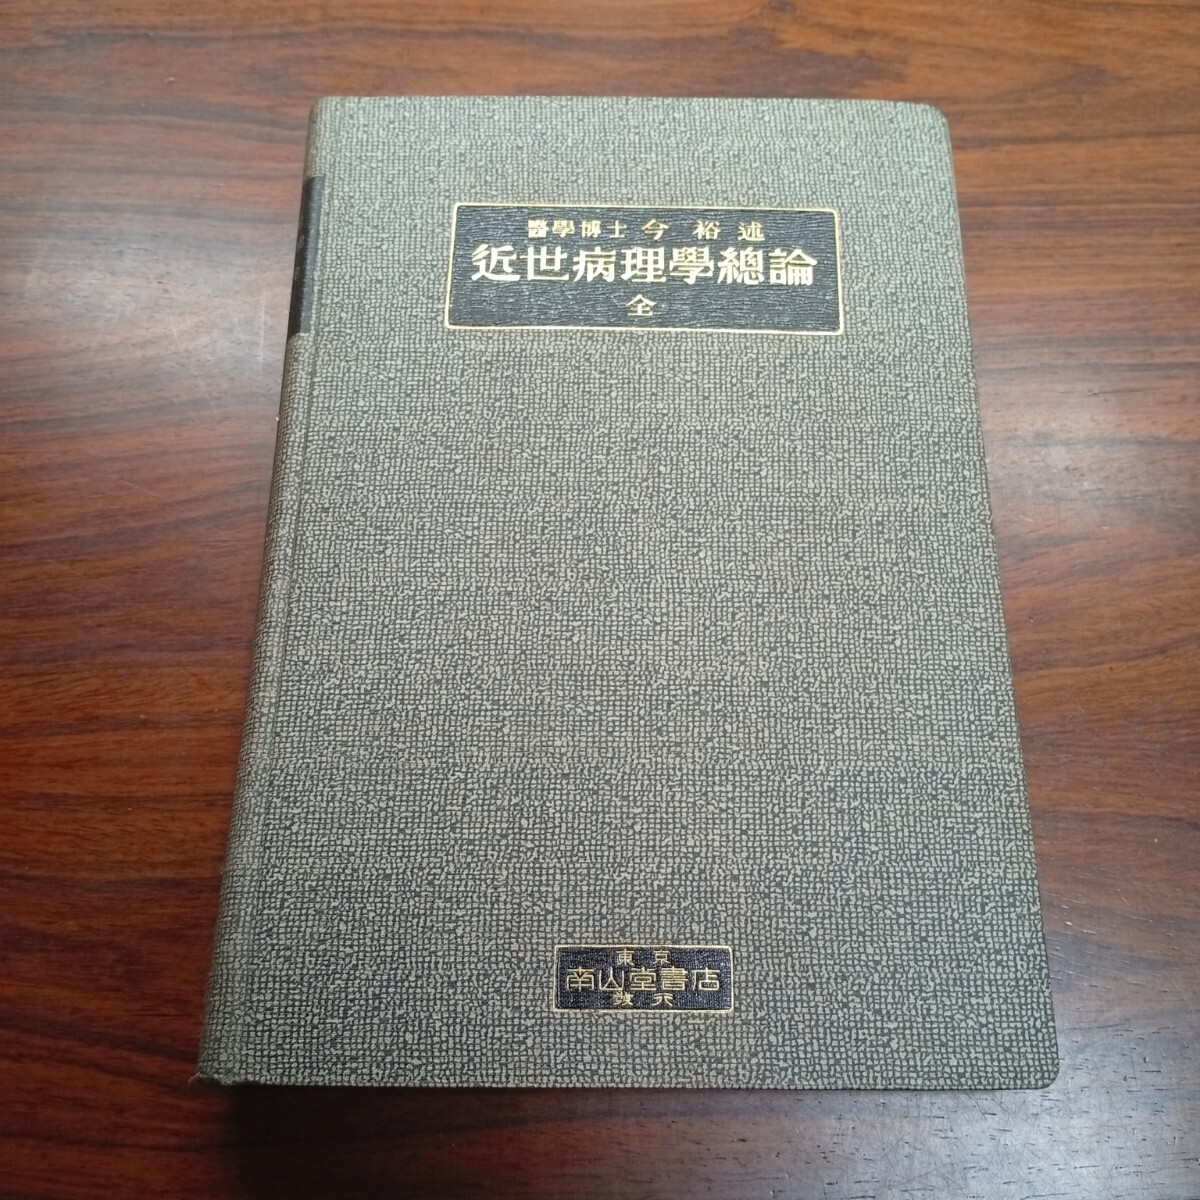 醫學博士 今 裕 述
近世病理學總論
全
東京
南山堂書店
發行